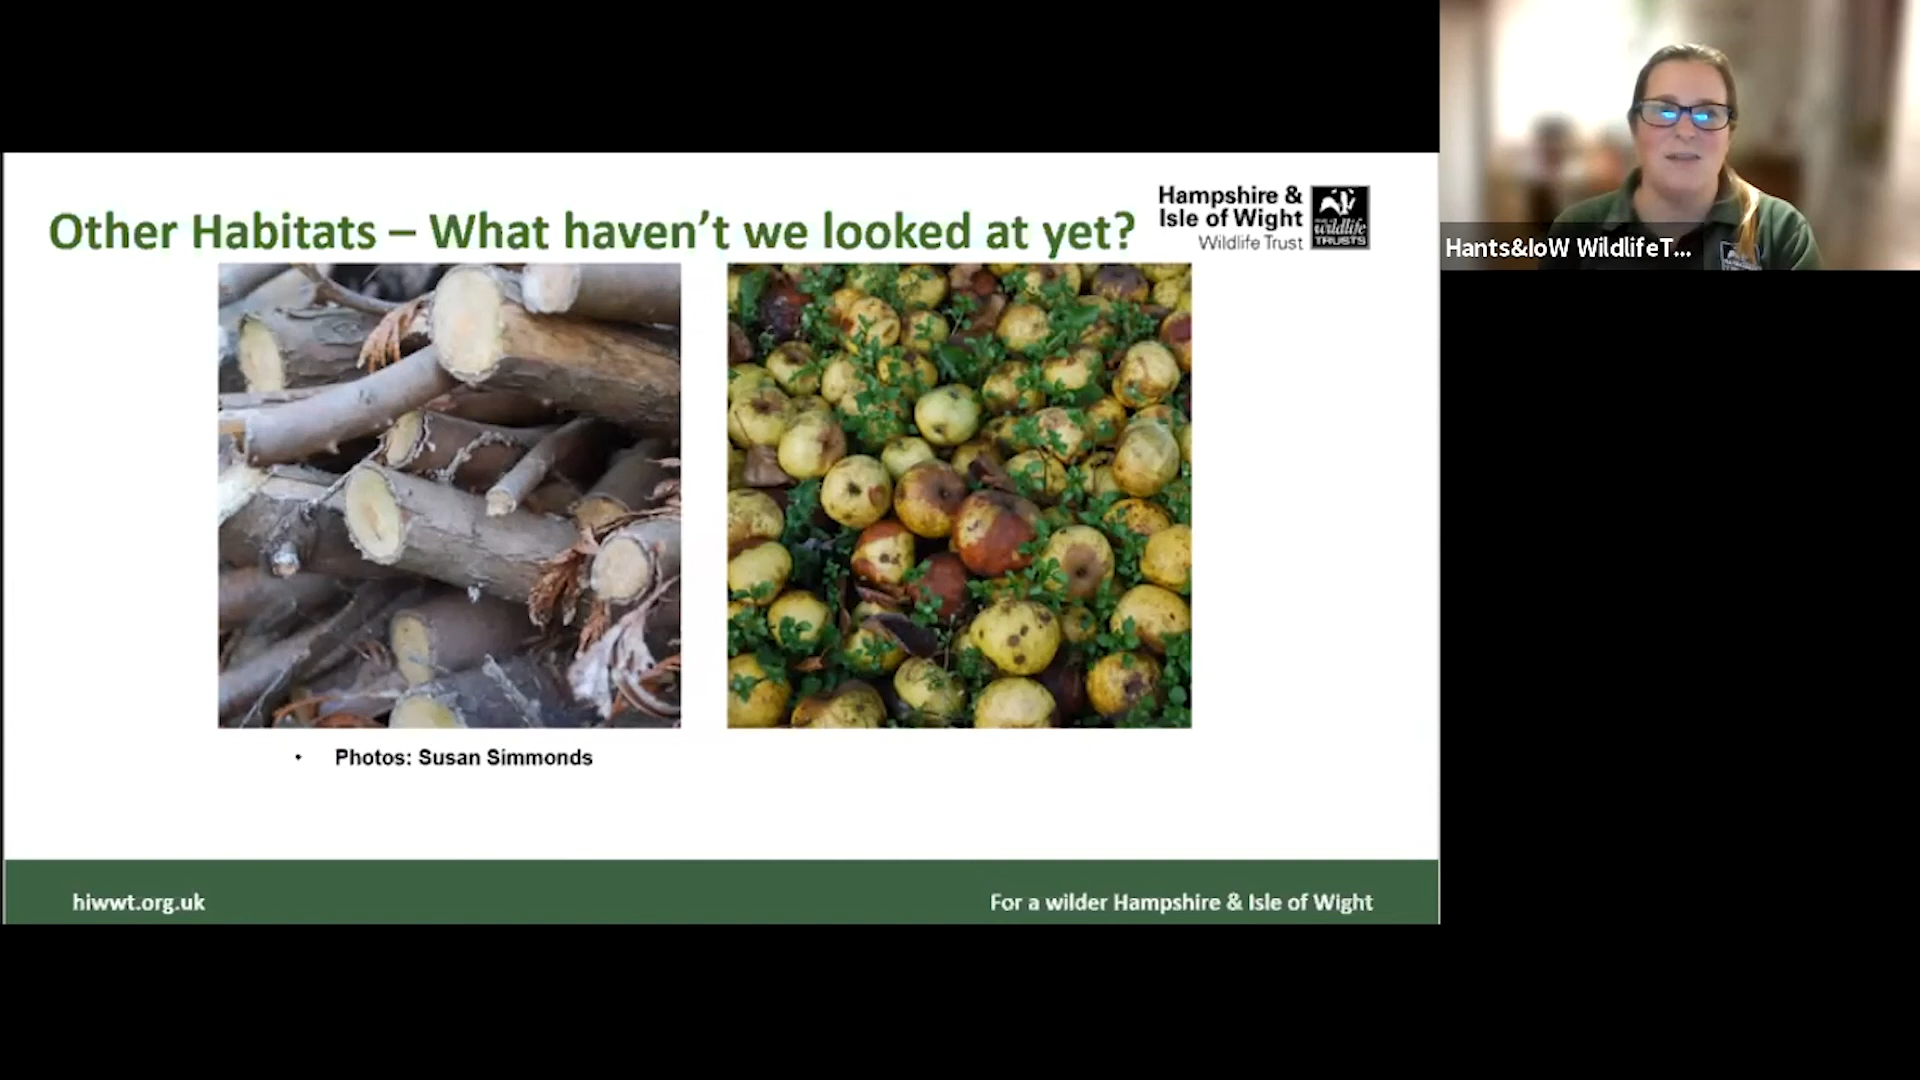 Other Habitats – What haven't we looked at yet?
Hampshire &
Isle of Wight
Wildlife Trust
wildlife
TRUSTS
Hants&IoW WildlifeT...
• Photos: Susan Simmonds
hiwwt.org.uk
For a wilder Hampshire & Isle of Wight